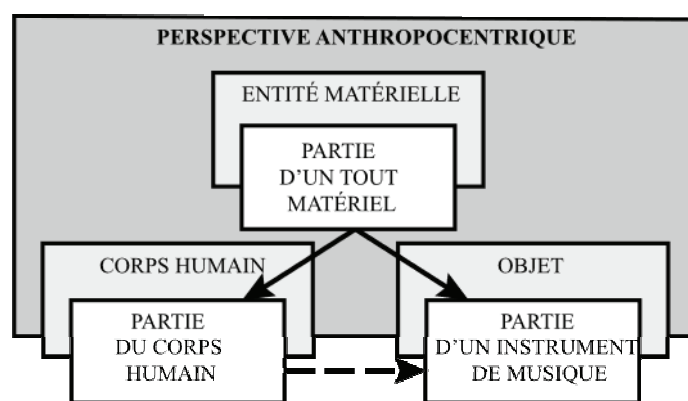 PERSPECTIVE ANTHROPOCENTRIQUE
ENTITÉ MATÉRIELLE
PARTIE
D’UN TOUT
MATÉRIEL
CORPS HUMAIN
OBJET
PARTIE
DU CORPS
HUMAIN
PARTIE
D’UN INSTRUMENT
DE MUSIQUE